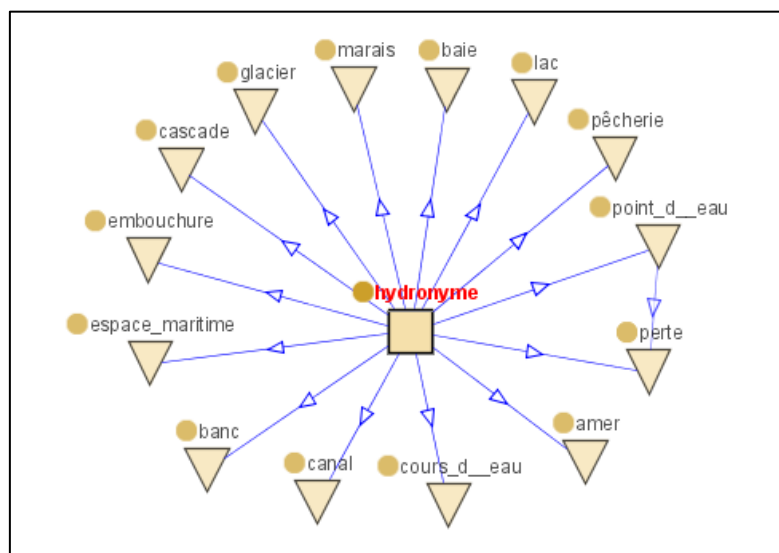 marais
baie
lac
glacier
pêcherie
cascade
point_d__eau
embouchure
hydronyme
espace_maritime
perte
amer
banc
canal
cours_d__eau